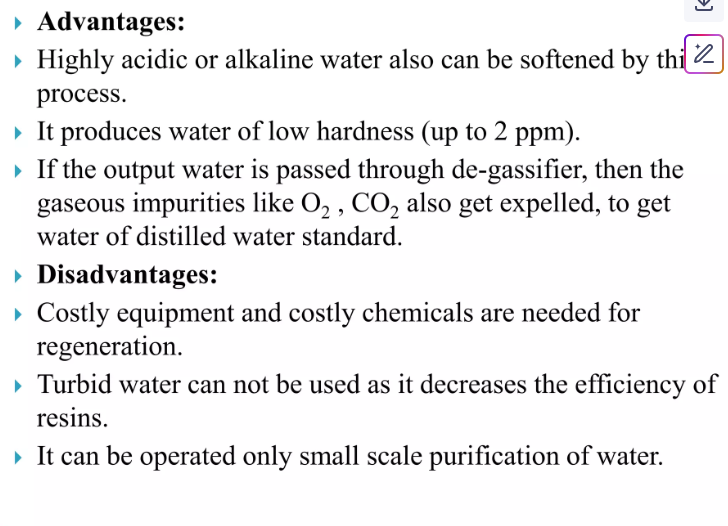 Advantages:
Highly acidic or alkaline water also can be softened by thi
process.
It produces water of low hardness (up to 2 ppm).
If the output water is passed through de-gassifier, then the
gaseous impurities like O₂ , CO₂ also get expelled, to get
water of distilled water standard.
Disadvantages:
Costly equipment and costly chemicals are needed for
regeneration.
Turbid water can not be used as it decreases the efficiency of
resins.
It can be operated only small scale purification of water.